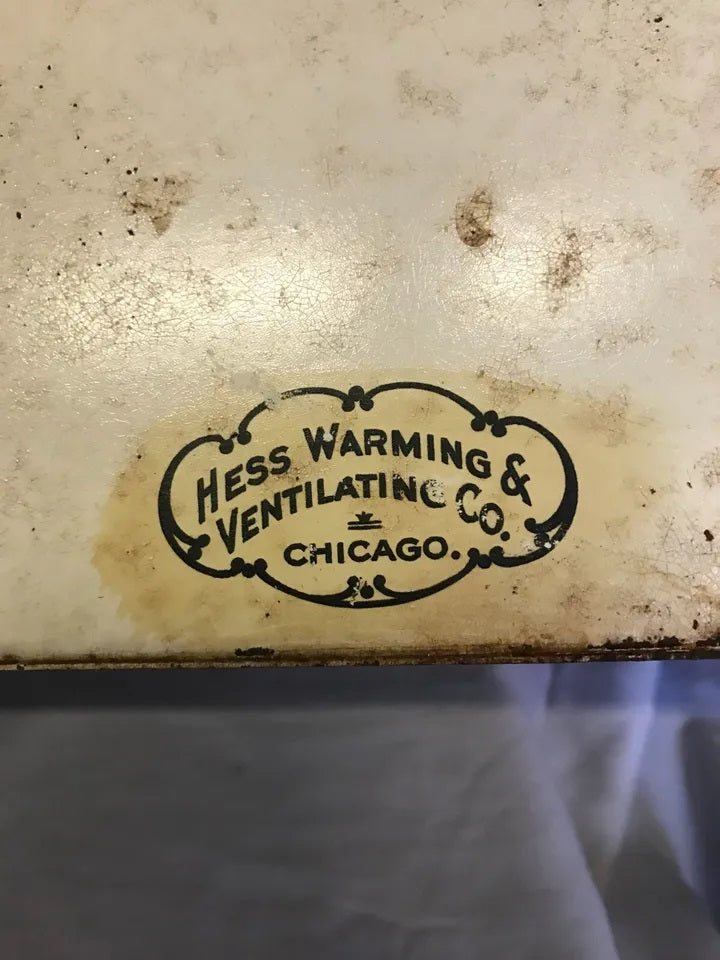 HESS WARMING &
VENTILATING CO.
CHICAGO.